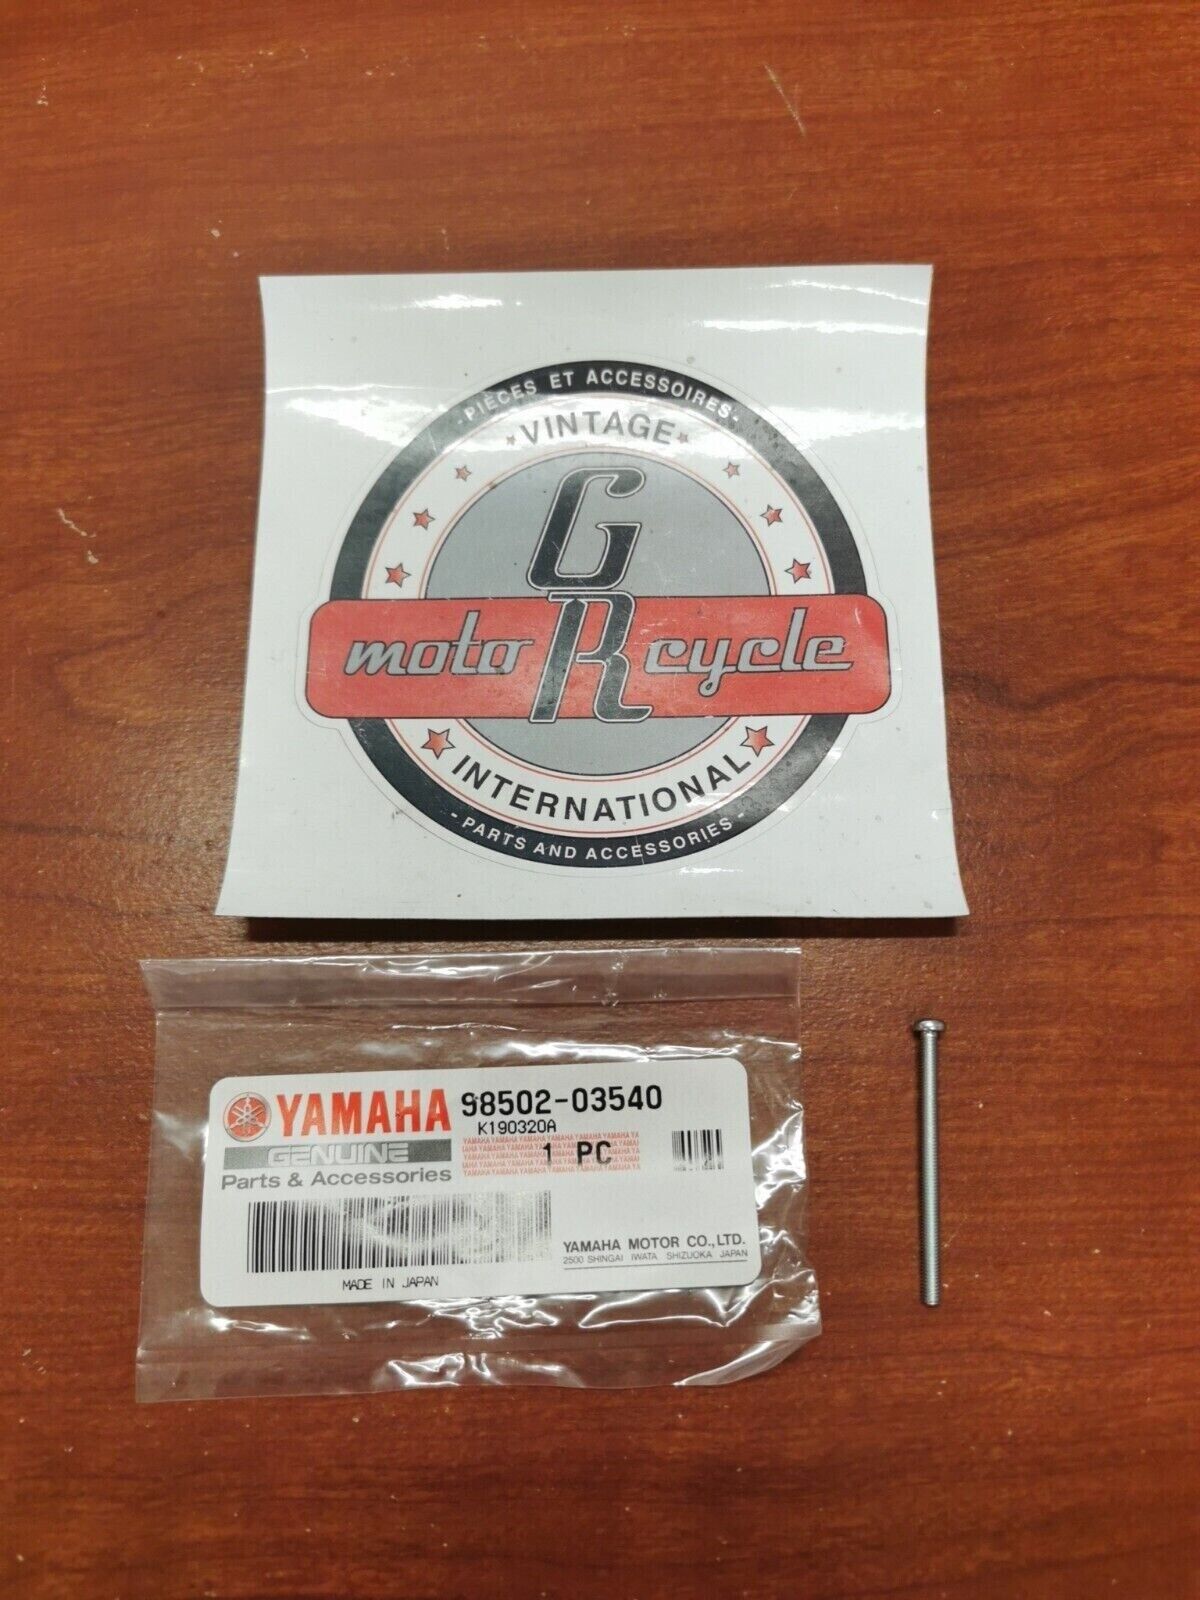 -PIÈCES ET ACCESSOIRES-
VINTAGE
G
moto R cycle
INTERNATIONAL
- PARTS AND ACCESSORIES -
YAMAHA 98502-03540
K190320A
GENUINE
1 PC
Parts & Accessories
YAMAHA MOTOR CO.,LTD.
2500 SHINGAI IWATA SHIZUOKA JAPAN
MADE IN JAPAN